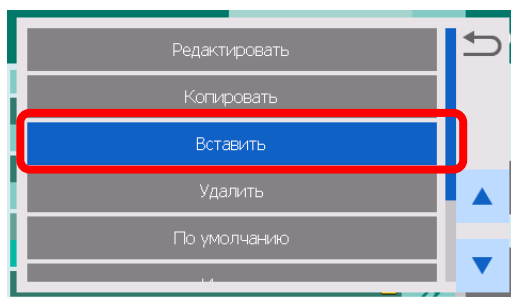 Редактировать
Копировать
Вставить
Удалить
По умолчанию